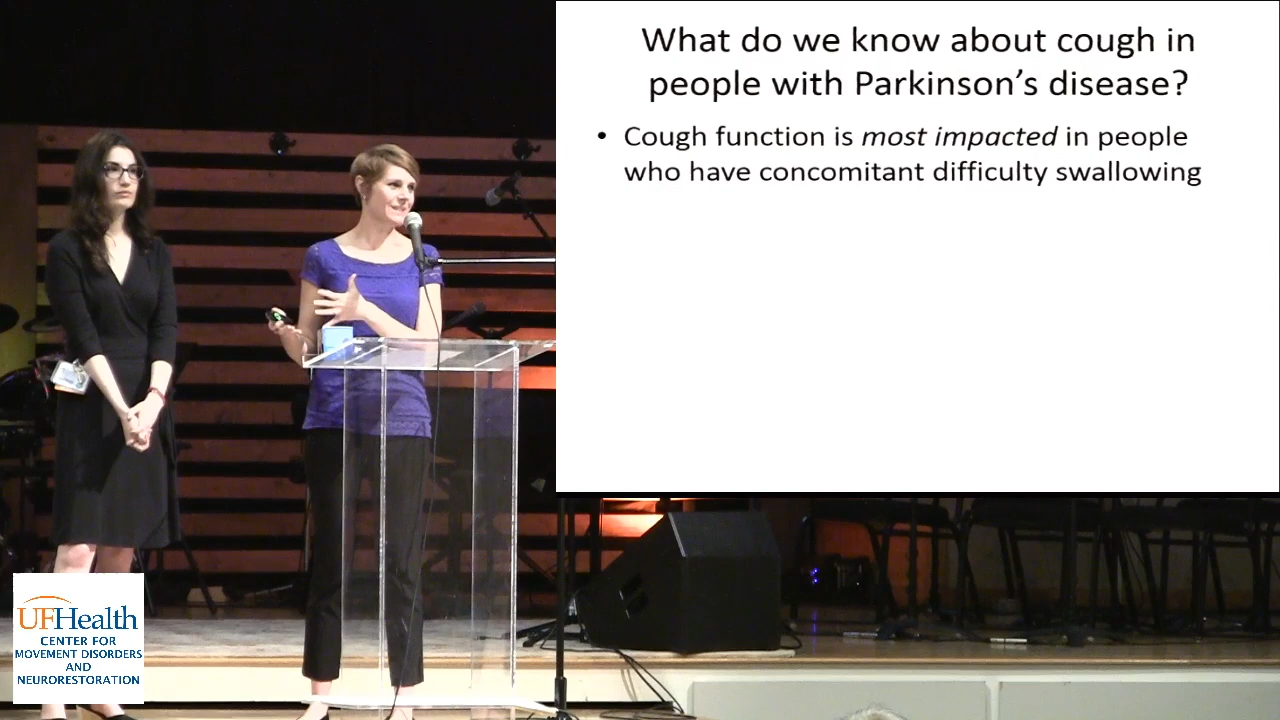 What do we know about cough in
people with Parkinson's disease?
• Cough function is most impacted in people
who have concomitant difficulty swallowing
UFHealth
CENTER FOR
MOVEMENT DISORDERS
AND
NEURORESTORATION